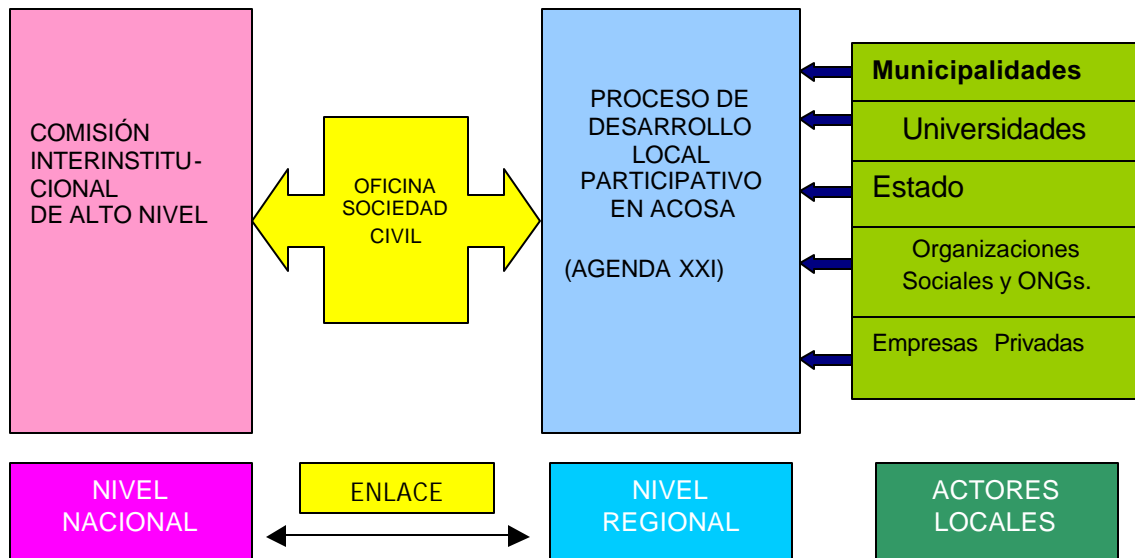 COMISIÓN
INTERINSTITU-
CIONAL
DE ALTO NIVEL
OFICINA
SOCIEDAD
CIVIL
PROCESO DE
DESARROLLO
LOCAL
PARTICIPATIVO
EN ACOSA
(AGENDA XXI)
Municipalidades
Universidades
Estado
Organizaciones
Sociales y ONGs.
Empresas Privadas
NIVEL
NACIONAL
ENLACE
NIVEL
REGIONAL
ACTORES
LOCALES